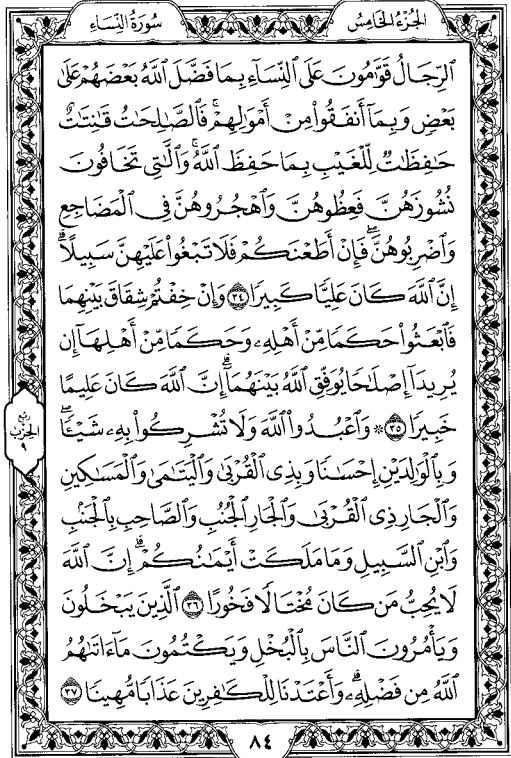 سُورَةُ النِّسَاءِ
الجُزْءُ الخَامِسُ
ٱلرِّجَالُ قَوَّٰمُونَ عَلَى ٱلنِّسَآءِ بِمَا فَضَّلَ ٱللَّهُ بَعْضَهُمْ عَلَىٰ
بَعْضٍ وَبِمَآ أَنفَقُوا۟ مِنْ أَمْوَٰلِهِمْ ۚ فَٱلصَّٰلِحَٰتُ قَٰنِتَٰتٌ
حَٰفِظَٰتٌ لِّلْغَيْبِ بِمَا حَفِظَ ٱللَّهُ ۚ وَٱلَّٰتِى تَخَافُونَ
نُشُوزَهُنَّ فَعِظُوهُنَّ وَٱهْجُرُوهُنَّ فِى ٱلْمَضَاجِعِ
وَٱضْرِبُوهُنَّ ۖ فَإِنْ أَطَعْنَكُمْ فَلَا تَبْغُوا۟ عَلَيْهِنَّ سَبِيلًا ۗ
إِنَّ ٱللَّهَ كَانَ عَلِيًّا كَبِيرًا ٣٤ وَإِنْ خِفْتُمْ شِقَاقَ بَيْنِهِمَا
فَٱبْعَثُوا۟ حَكَمًا مِّنْ أَهْلِهِۦ وَحَكَمًا مِّنْ أَهْلِهَآ إِن
يُرِيدَآ إِصْلَٰحًا يُوَفِّقِ ٱللَّهُ بَيْنَهُمَآ ۗ إِنَّ ٱللَّهَ كَانَ عَلِيمًا
خَبِيرًا ٣٥ ۞ وَٱعْبُدُوا۟ ٱللَّهَ وَلَا تُشْرِكُوا۟ بِهِۦ شَيْـًٔا ۖ
وَبِٱلْوَٰلِدَيْنِ إِحْسَٰنًا وَبِذِى ٱلْقُرْبَىٰ وَٱلْيَتَٰمَىٰ وَٱلْمَسَٰكِينِ
وَٱلْجَارِ ذِى ٱلْقُرْبَىٰ وَٱلْجَارِ ٱلْجُنُبِ وَٱلصَّاحِبِ بِٱلْجَنۢبِ
وَٱبْنِ ٱلسَّبِيلِ وَمَا مَلَكَتْ أَيْمَٰنُكُمْ ۗ إِنَّ ٱللَّهَ
لَا يُحِبُّ مَن كَانَ مُخْتَالًا فَخُورًا ٣٦ ٱلَّذِينَ يَبْخَلُونَ
وَيَأْمُرُونَ ٱلنَّاسَ بِٱلْبُخْلِ وَيَكْتُمُونَ مَآ ءَاتَىٰهُمُ
ٱللَّهُ مِن فَضْلِهِۦ ۗ وَأَعْتَدْنَا لِلْكَٰفِرِينَ عَذَابًا مُّهِينًا ٣٧
ربع
الحزب
٩
٨٤